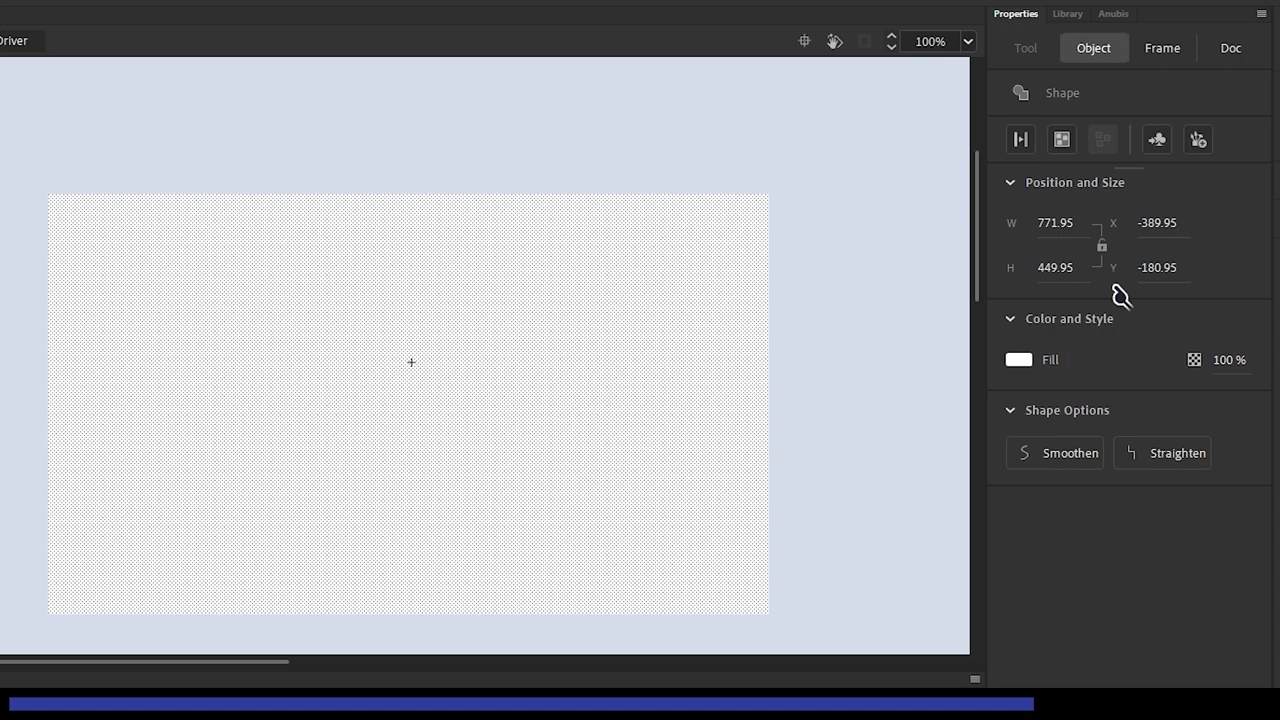 Properties Library Anubis
Driver 100% Tool Object Frame Doc
Shape
Position and Size
W 771.95 X -389.95
H 449.95 Y -180.95
Color and Style
Fill 100 %
Shape Options
Smoothen Straighten